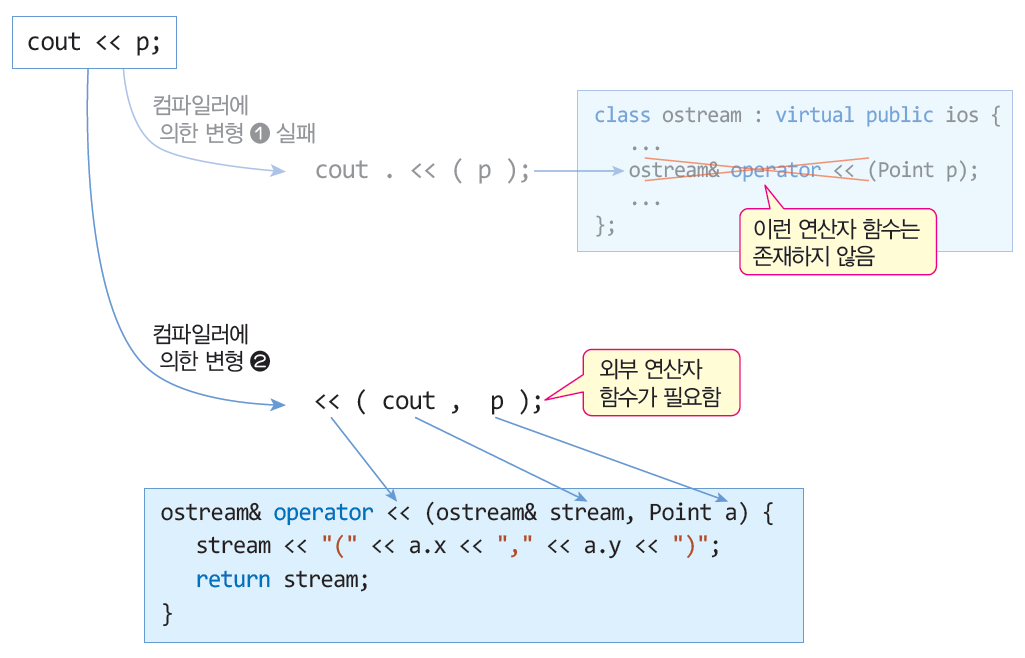 cout << p;
컴파일러에
의한 변형 ❶ 실패
cout . << ( p );
class ostream : virtual public ios {
...
ostream& operator << (Point p);
...
};
이런 연산자 함수는
존재하지 않음
컴파일러에
의한 변형 ❷
<< ( cout , p );
외부 연산자
함수가 필요함
ostream& operator << (ostream& stream, Point a) {
stream << "(" << a.x << "," << a.y << ")";
return stream;
}